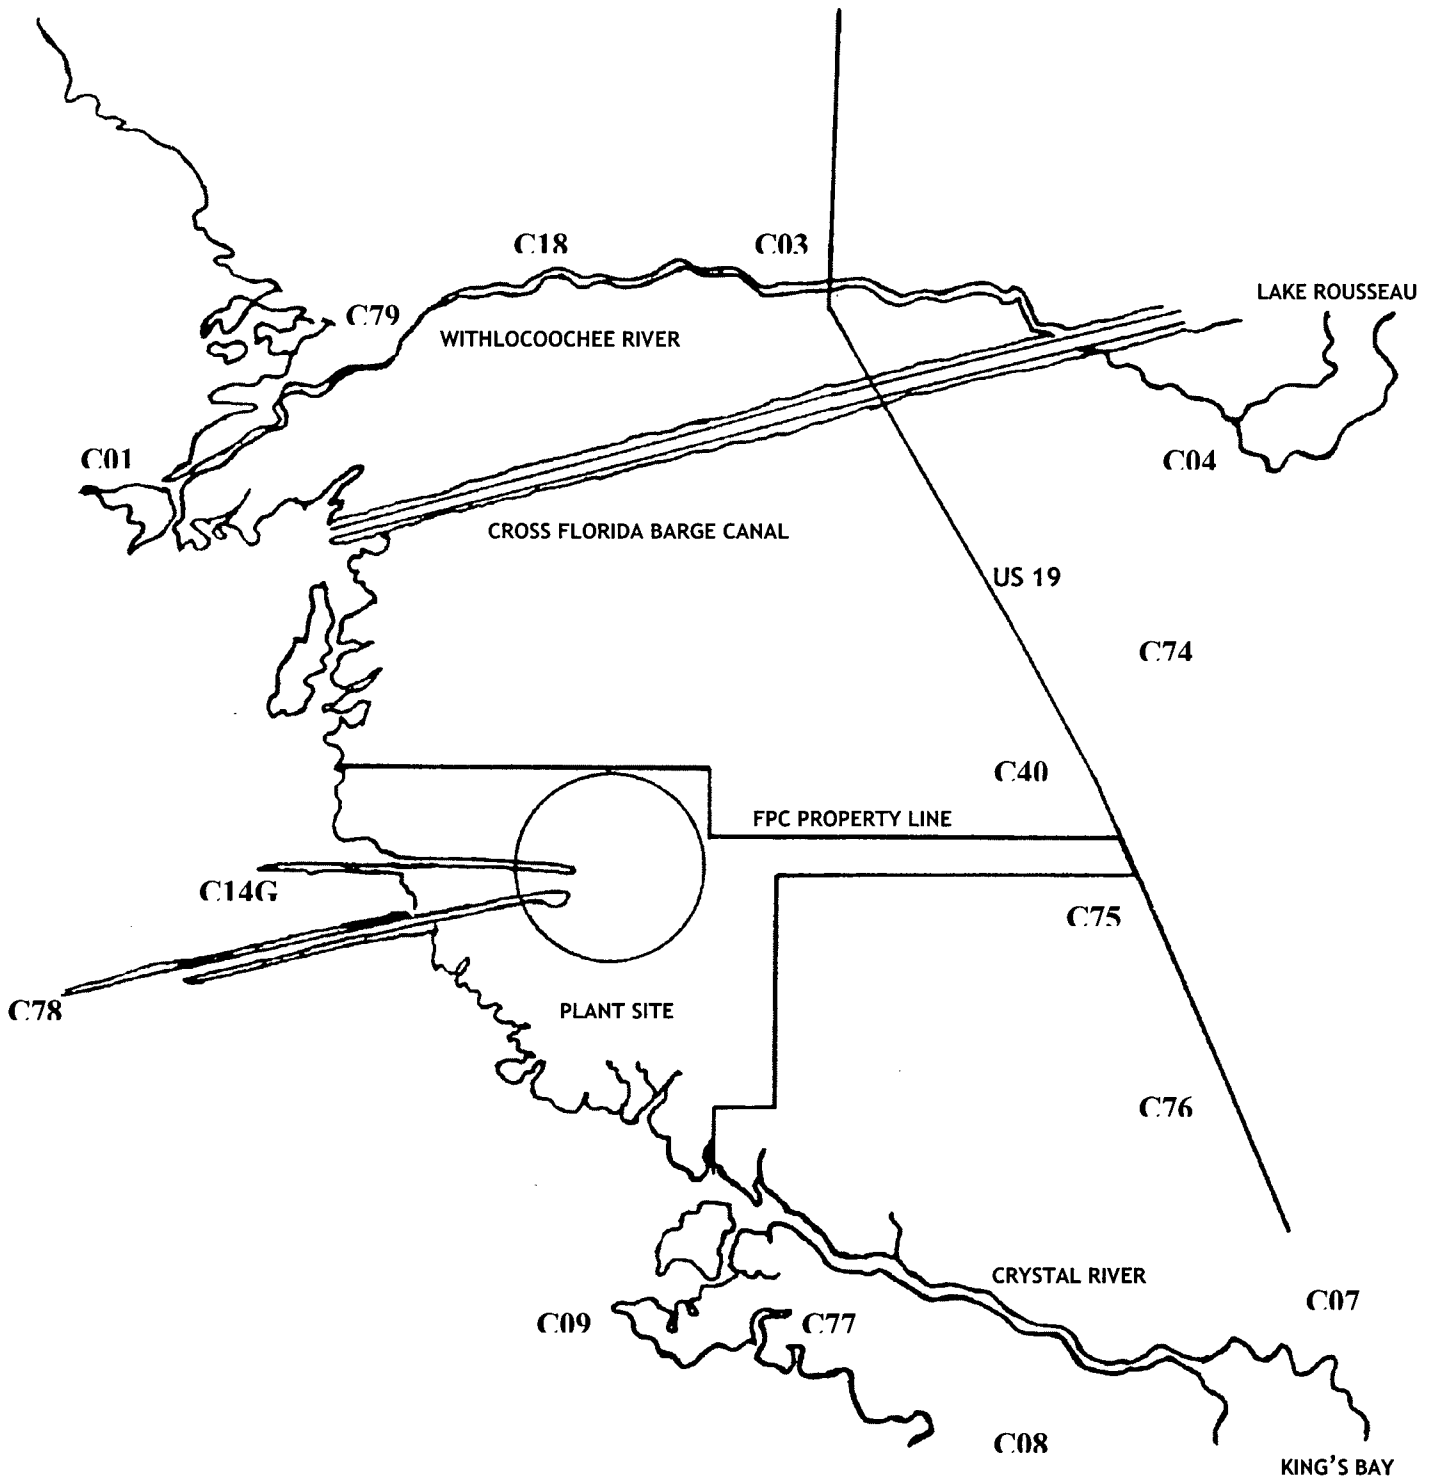 C18
C03
LAKE ROUSSEAU
C79
WITHLOCOOCHEE RIVER
C01
C04
CROSS FLORIDA BARGE CANAL
US 19
C74
C40
FPC PROPERTY LINE
C14G
C75
C78
PLANT SITE
C76
CRYSTAL RIVER
C07
C09
C77
C08
KING'S BAY